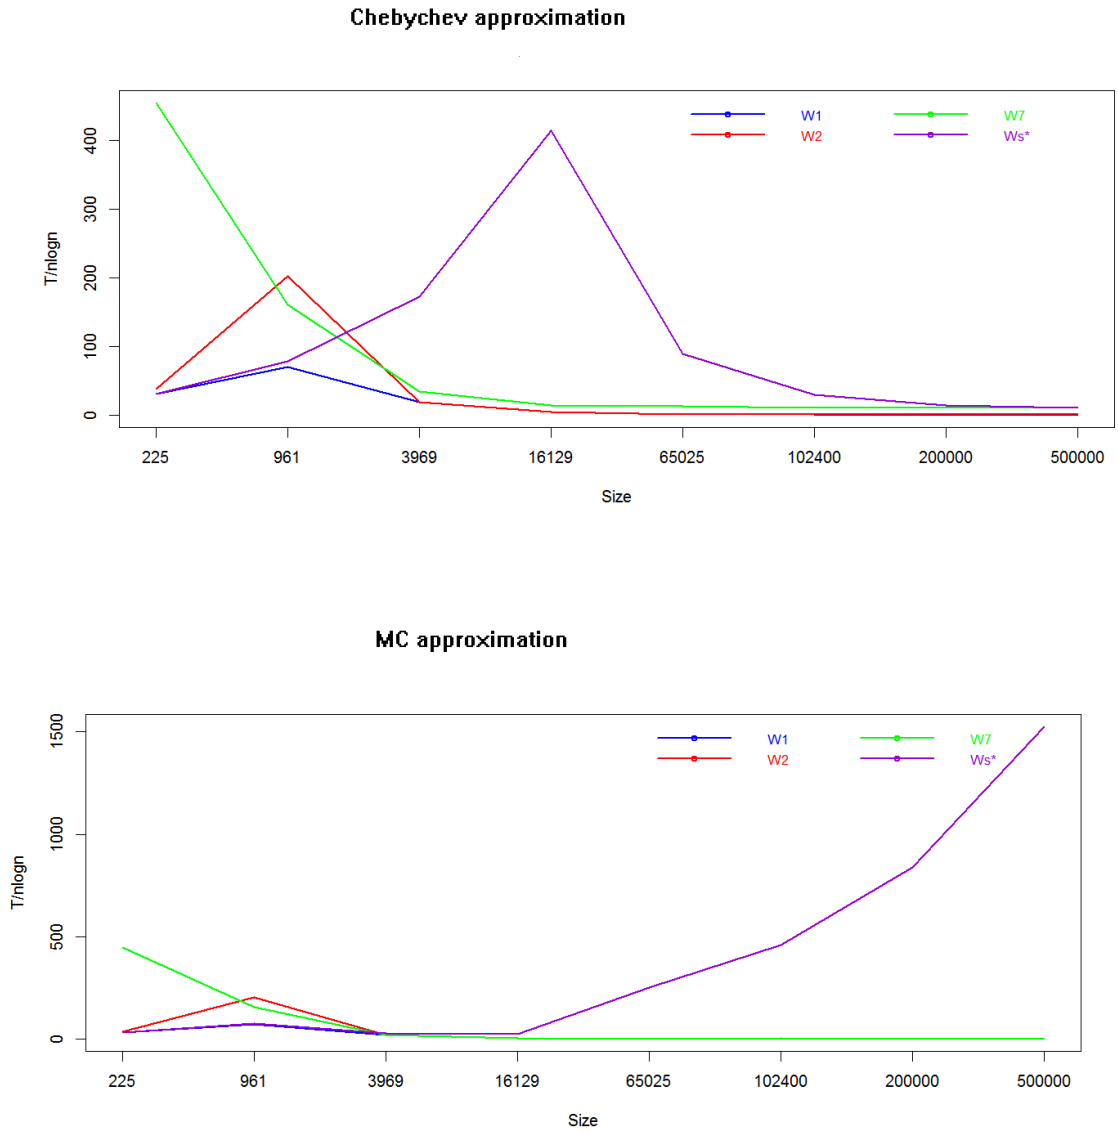 Chebychev approximation
W1 W7
W2 Ws*
T/nlogn
0 100 200 300 400
225 961 3969 16129 65025 102400 200000 500000
Size
MC approximation
W1 W7
W2 Ws*
T/nlogn
0 500 1000 1500
225 961 3969 16129 65025 102400 200000 500000
Size